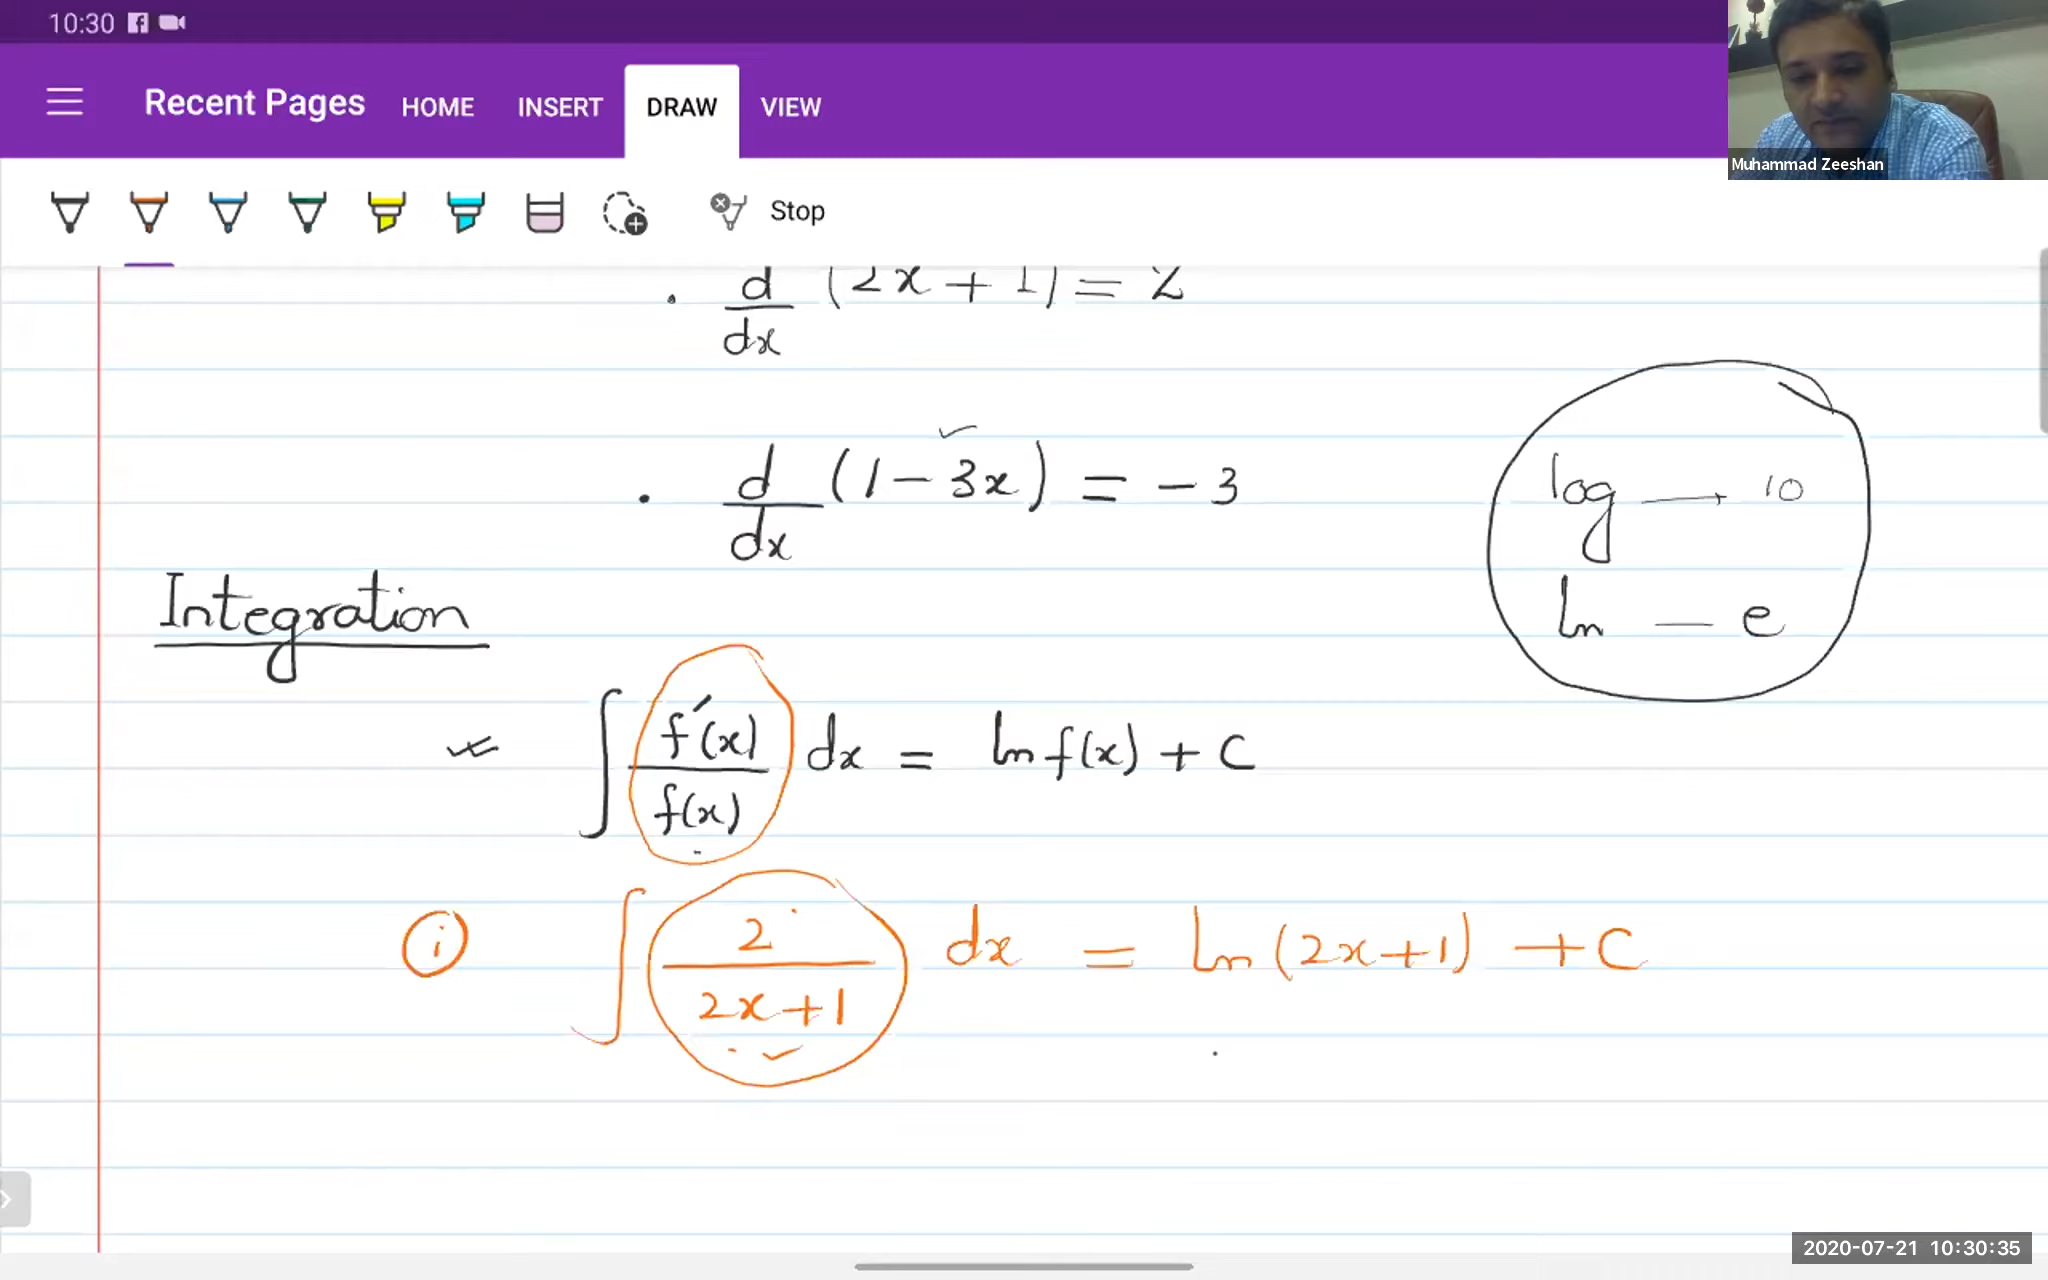 10:30
Recent Pages HOME INSERT DRAW VIEW
Muhammad Zeeshan
Stop
. d/dx (2x + 1) = 2
. d/dx (1 - 3x) = - 3
log → 10
ln — e
Integration
∫ f'(x)/f(x) dx = ln f(x) + C
(i) ∫ 2/(2x+1) dx = ln (2x+1) + C
2020-07-21 10:30:35